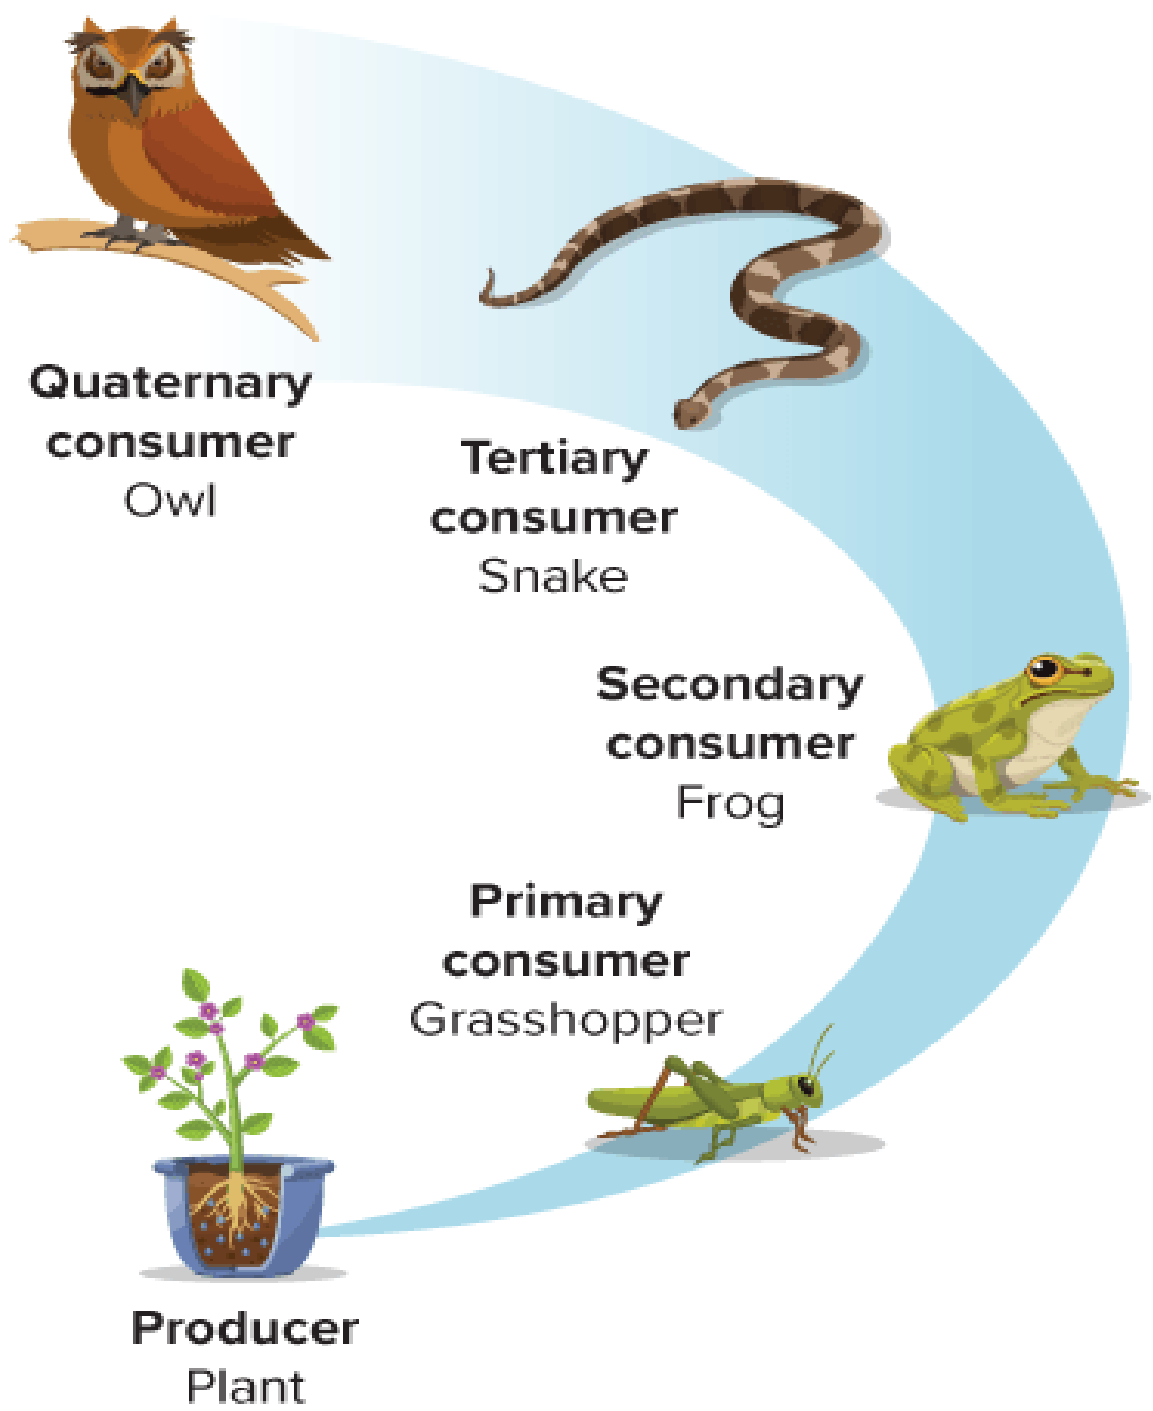 Quaternary
consumer
Owl
Tertiary
consumer
Snake
Secondary
consumer
Frog
Primary
consumer
Grasshopper
Producer
Plant